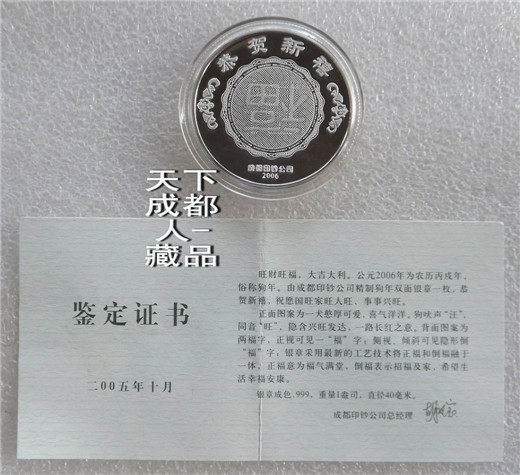 恭贺新禧
福
成都印钞公司
2006
天下
成都
人-
藏品
鉴定证书
二00五年十月
旺财旺福，大吉大利。公元2006年为农历丙戌年，
俗称狗年。由成都印钞公司精制狗年双面银章一枚，恭
贺新禧，祝愿国旺家旺大旺、事事兴旺。
正面图案为一犬憨厚可爱、喜气洋洋，狗吠声“汪”，
同音“旺”，隐含兴旺发达、一路长红之意，背面图案为
两福字，正视可见一“福”字；侧视、倾斜可见隐形倒
“福”字；银章采用最新的工艺技术将正福和倒福融于
一体，正福意为福气满堂，倒福表示招福及家，希望生
活幸福安康。
银章成色.999，重量1盎司，直径40毫米。
成都印钞公司总经理